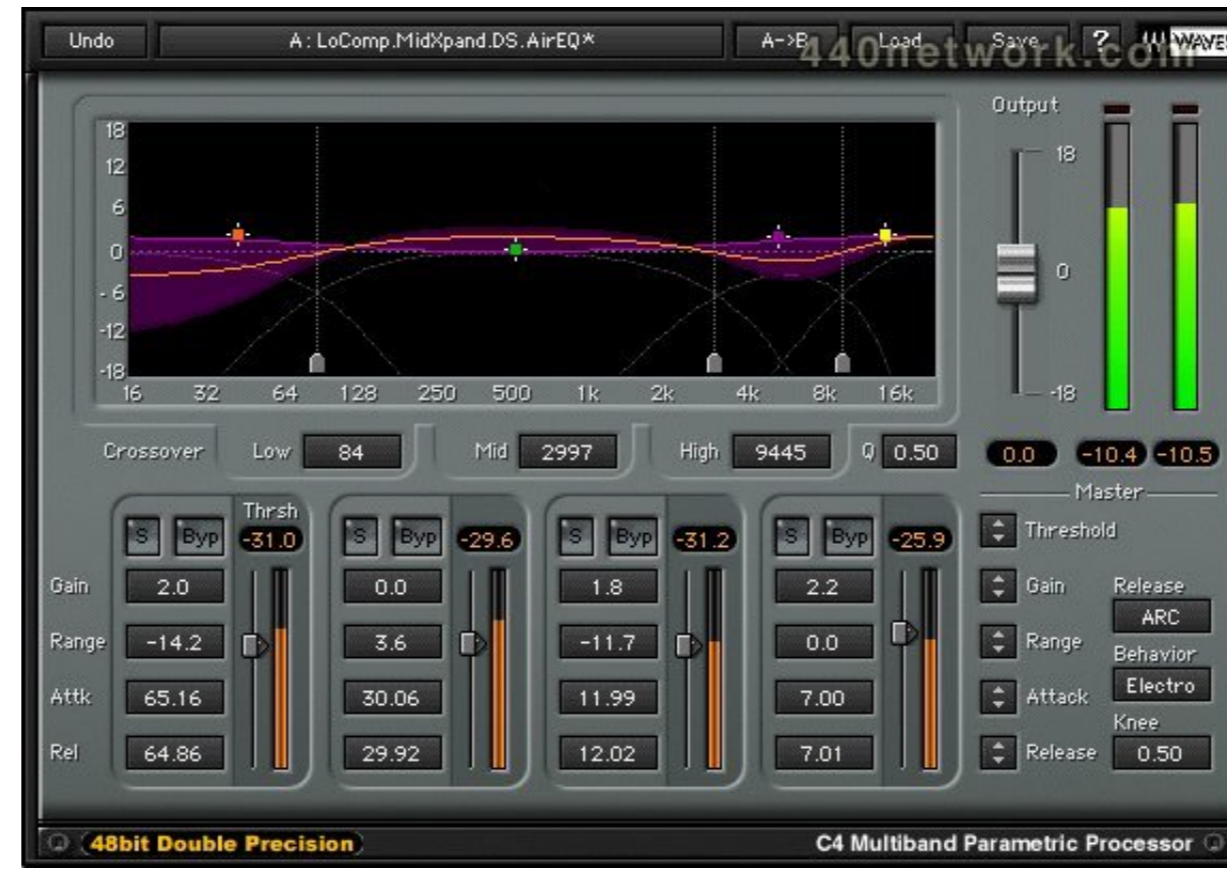 Undo A: LoComp.MidXpand.DS.AirEQ* A->B Load Save ? WAVES
440network.com
Output
18
12
6
0
-6
-12
-18
16 32 64 128 250 500 1k 2k 4k 8k 16k
18
0
-18
Crossover Low 84 Mid 2997 High 9445 Q 0.50
0.0 -10.4 -10.5
Master
Thrsh
S Byp -31.0 S Byp -29.6 S Byp -31.2 S Byp -25.9
Gain 2.0 0.0 1.8 2.2
Range -14.2 3.6 -11.7 0.0
Attk 65.16 30.06 11.99 7.00
Rel 64.86 29.92 12.02 7.01
Threshold
Gain
Range
Attack
Release
Release
ARC
Behavior
Electro
Knee
0.50
48bit Double Precision
C4 Multiband Parametric Processor